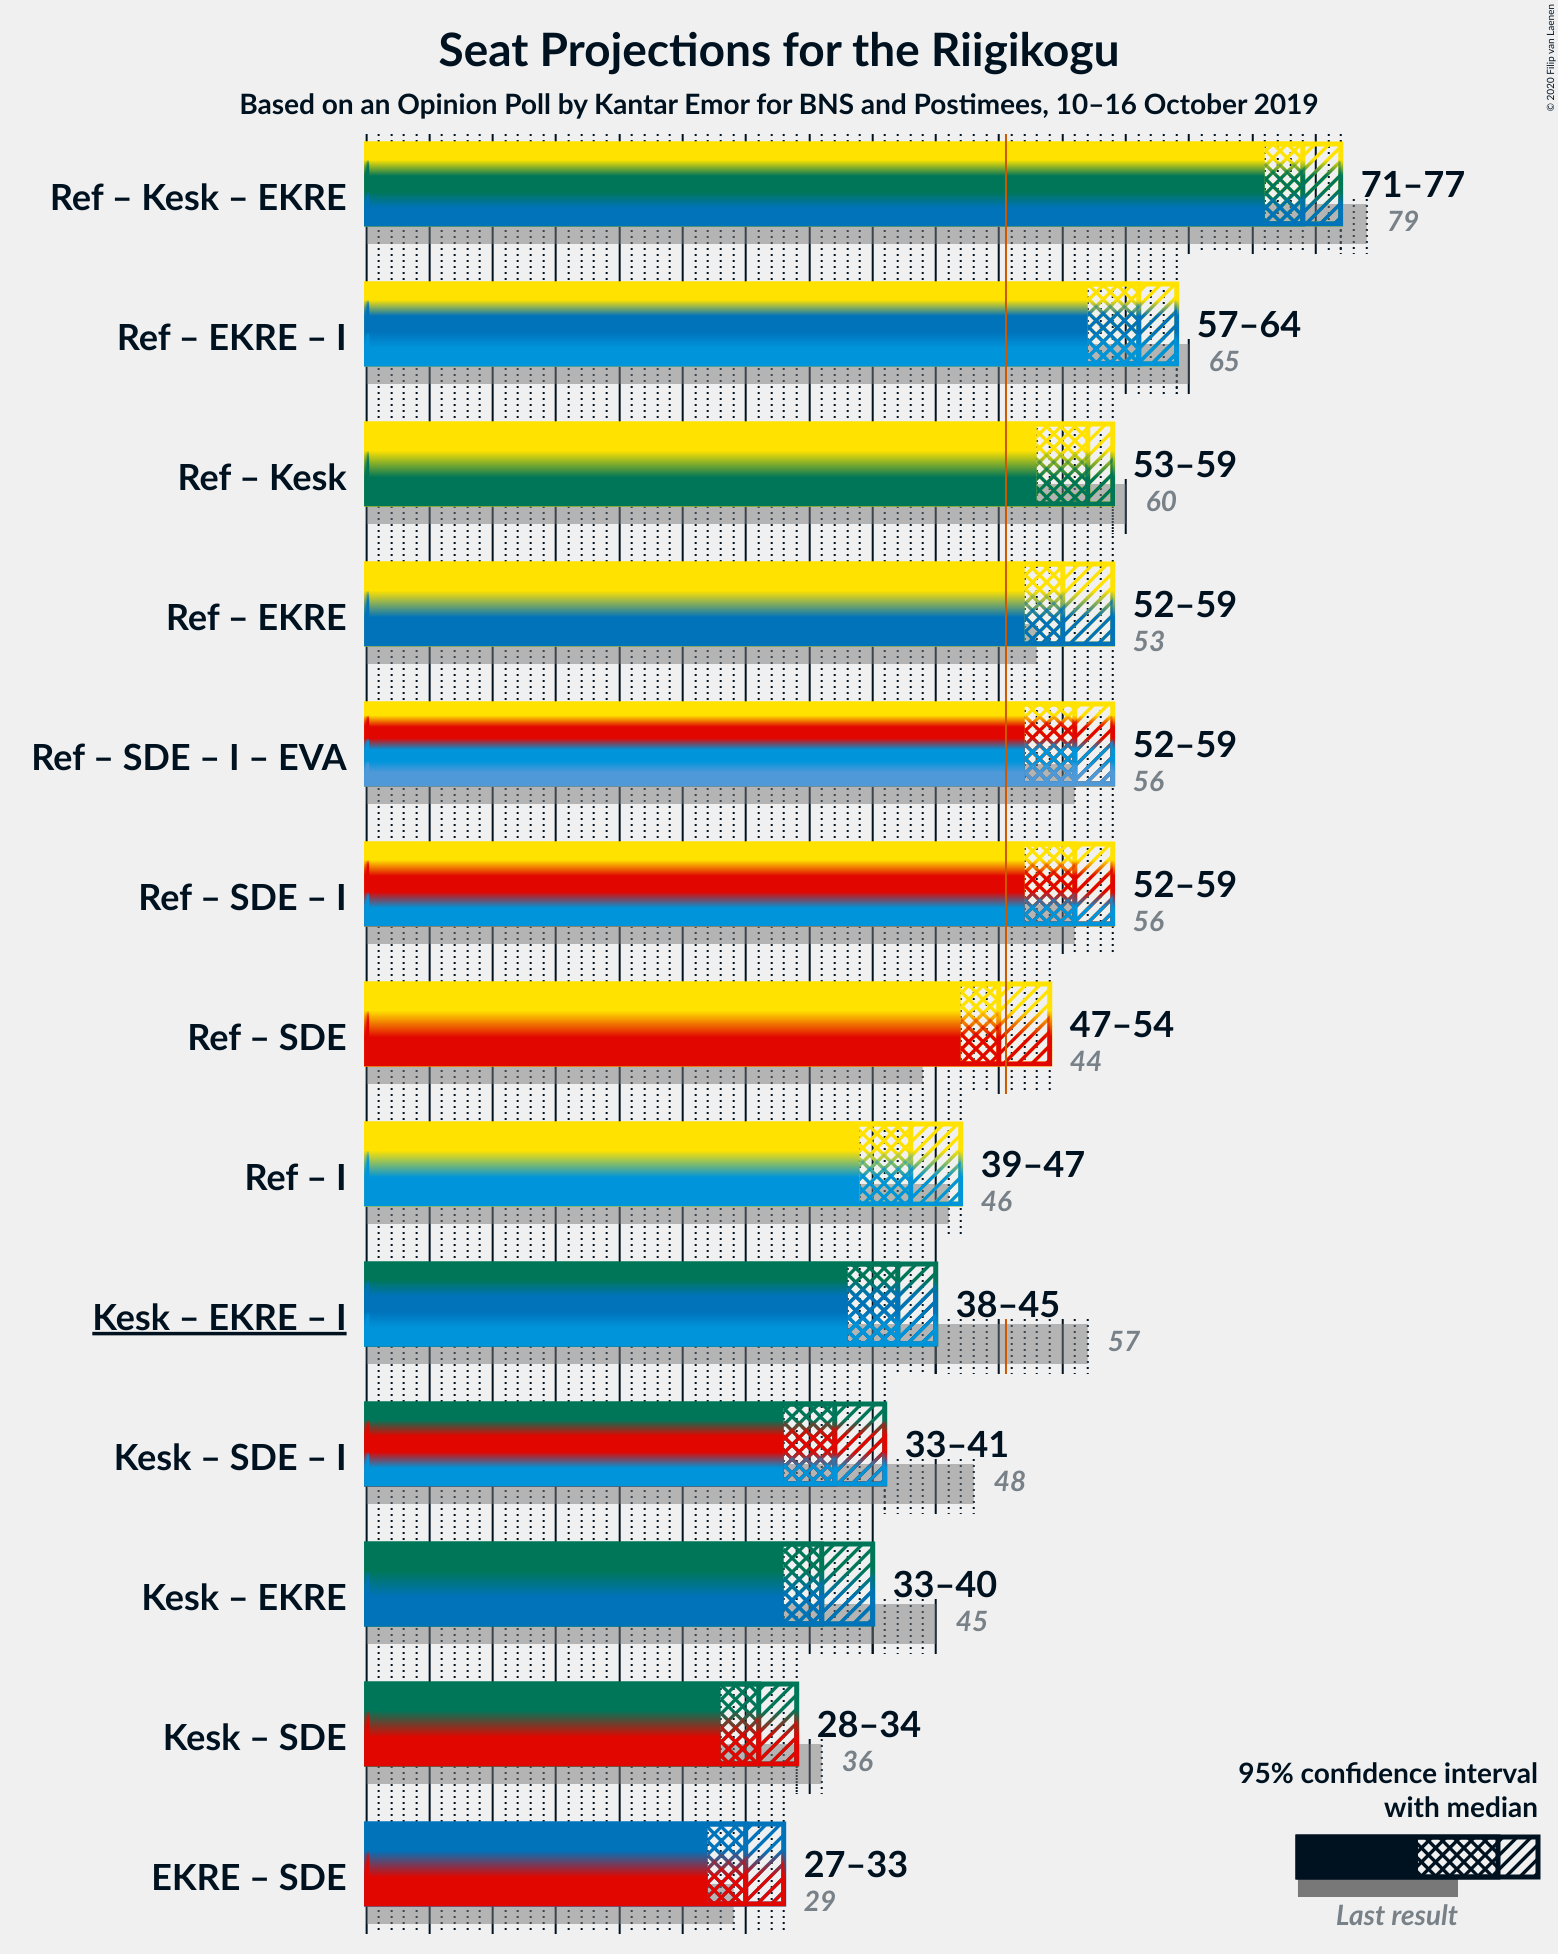 Seat Projections for the Riigikogu
Based on an Opinion Poll by Kantar Emor for BNS and Postimees, 10–16 October 2019
© 2020 Filip van Laenen
Ref – Kesk – EKRE
71–77
79
Ref – EKRE – I
57–64
65
Ref – Kesk
53–59
60
Ref – EKRE
52–59
53
Ref – SDE – I – EVA
52–59
56
Ref – SDE – I
52–59
56
Ref – SDE
47–54
44
Ref – I
39–47
46
Kesk – EKRE – I
38–45
57
Kesk – SDE – I
33–41
48
Kesk – EKRE
33–40
45
Kesk – SDE
28–34
36
EKRE – SDE
27–33
29
95% confidence interval
with median
Last result